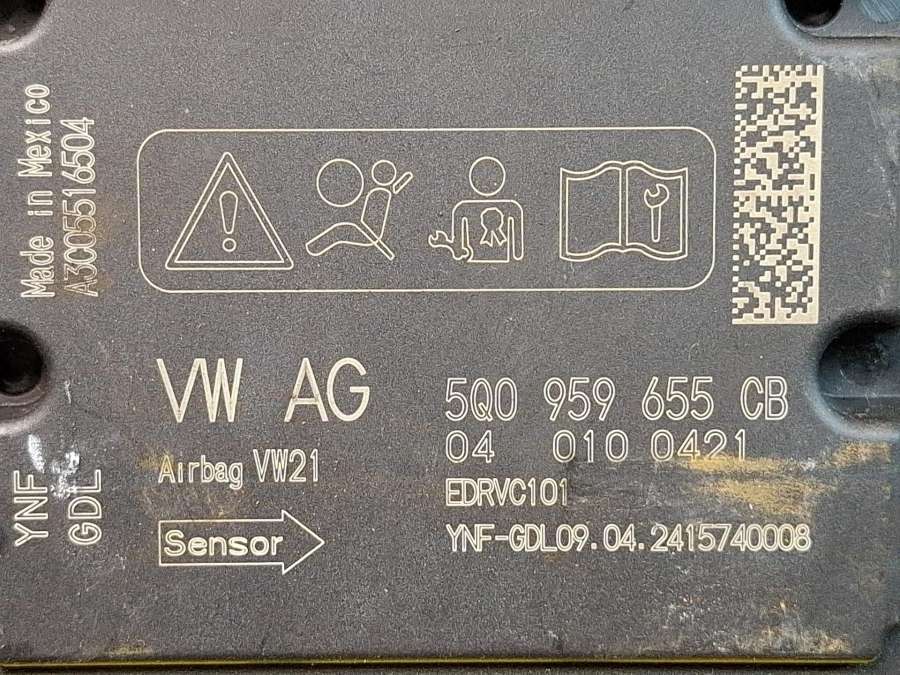 Made in Mexico
A3C05516504
VW AG
5Q0 959 655 CB
04 010 0421
Airbag VW21
EDRVC101
YNF
GDL
Sensor
YNF-GDL09.04.2415740008